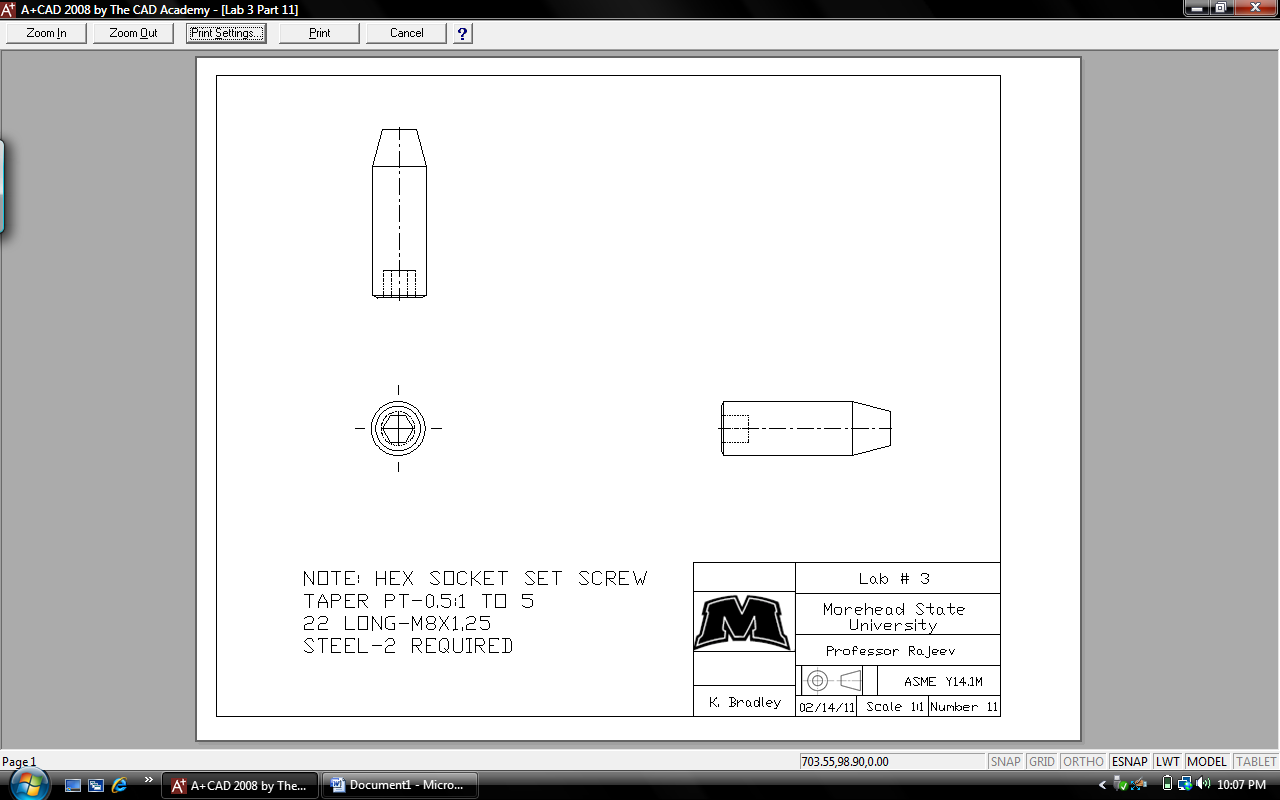 A+CAD 2008 by The CAD Academy - [Lab 3 Part 11]
Zoom In Zoom Out Print Settings... Print Cancel ?
NOTE: HEX SOCKET SET SCREW
TAPER PT-0.5:1 TO 5
22 LONG-M8X1.25
STEEL-2 REQUIRED
Lab # 3
M
Morehead State
University
Professor Rajeev
ASME Y14.1M
K. Bradley
02/14/11 Scale 1:1 Number 11
Page 1 703.55,98.90,0.00 SNAP GRID ORTHO ESNAP LWT MODEL TABLET
A+CAD 2008 by The... Document1 - Micro... 10:07 PM